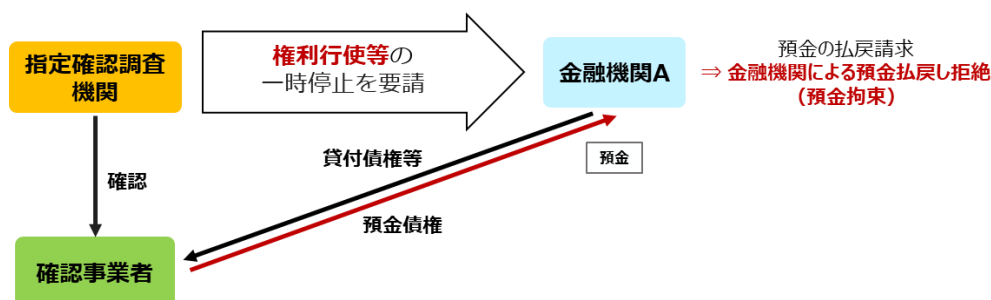 指定確認調査
機関
権利行使等の
一時停止を要請
金融機関A
預金の払戻請求
⇒ 金融機関による預金払戻し拒絶
(預金拘束)
貸付債権等
預金
確認
預金債権
確認事業者